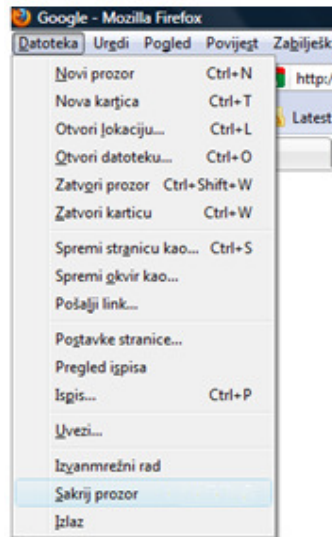 Google - Mozilla Firefox
Datoteka Uredi Pogled Povijest Zabilješk
Novi prozor Ctrl+N
http:/
Nova kartica Ctrl+T
Otvori lokaciju... Ctrl+L
Latest
Otvori datoteku... Ctrl+O
Zatvori prozor Ctrl+Shift+W
Zatvori karticu Ctrl+W
Spremi stranicu kao... Ctrl+S
Spremi okvir kao...
Pošalji link...
Postavke stranice...
Pregled ispisa
Ispis... Ctrl+P
Uvezi...
Izvanmrežni rad
Sakrij prozor
Izlaz